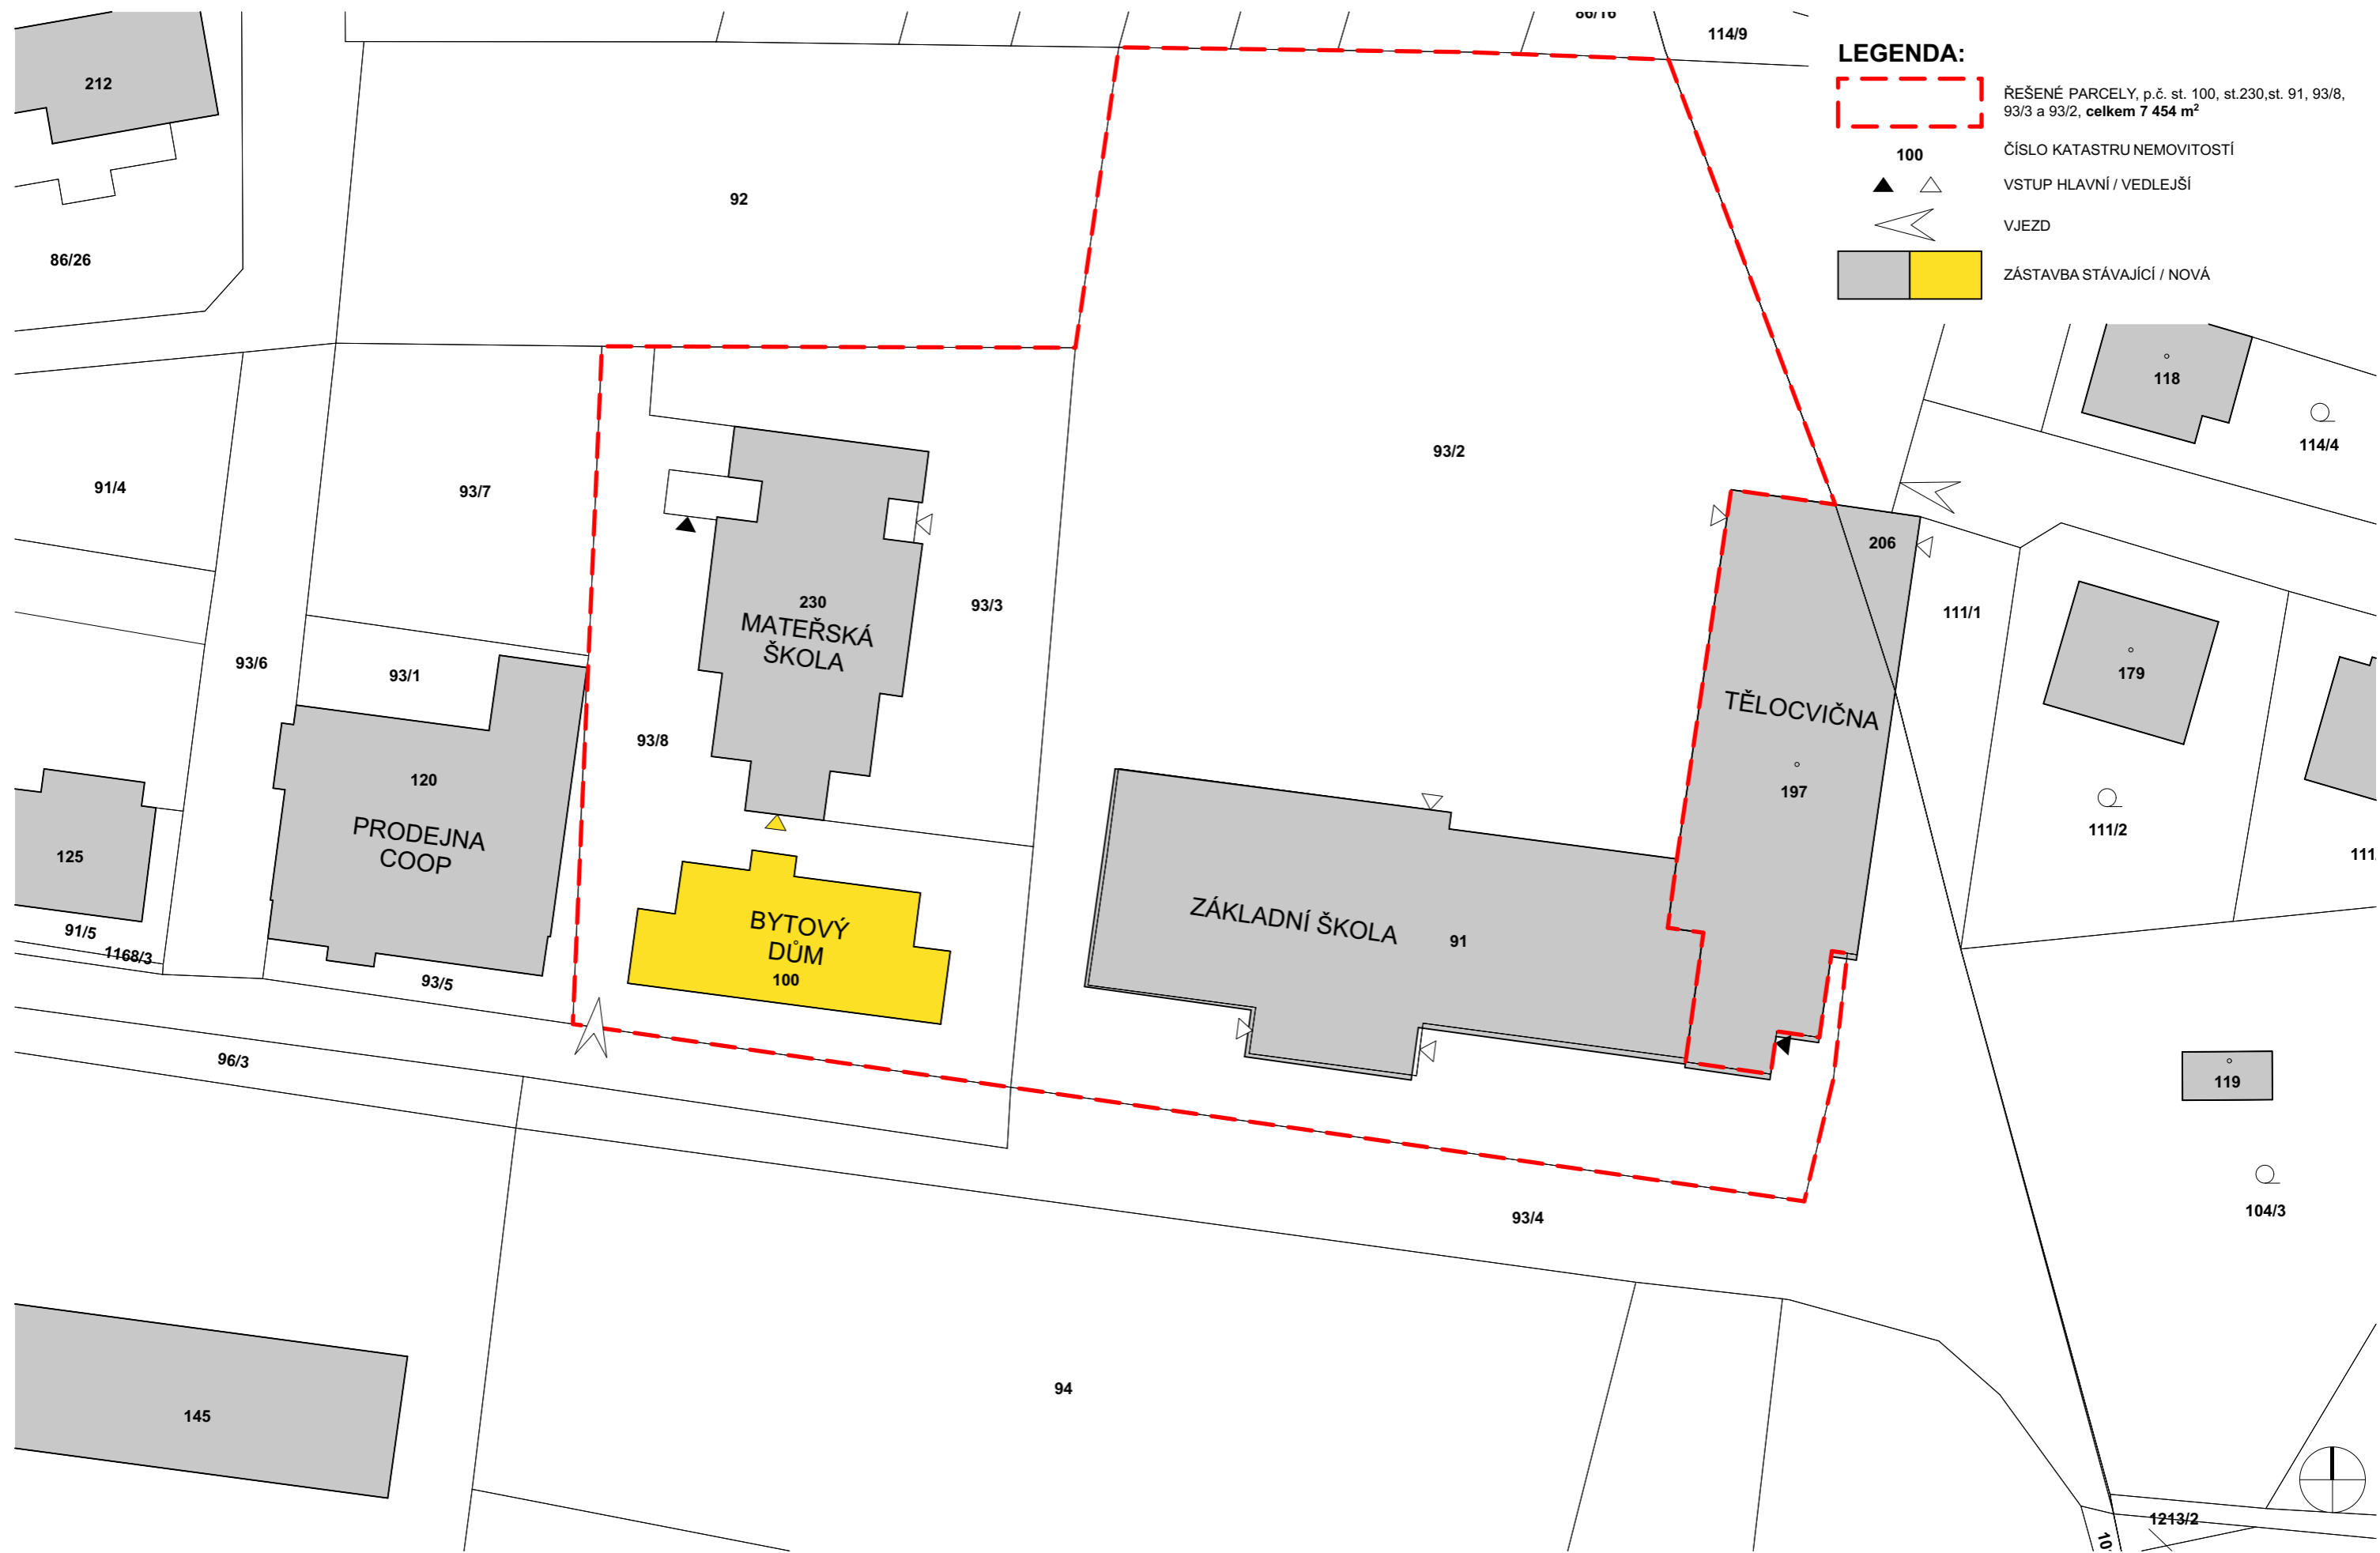 86/16
114/9
LEGENDA:
ŘEŠENÉ PARCELY, p.č. st. 100, st.230,st. 91, 93/8,
93/3 a 93/2, celkem 7 454 m²
100
ČÍSLO KATASTRU NEMOVITOSTÍ
VSTUP HLAVNÍ / VEDLEJŠÍ
VJEZD
ZÁSTAVBA STÁVAJÍCÍ / NOVÁ
212
92
86/26
118
114/4
93/2
91/4
93/7
206
230
MATEŘSKÁ
ŠKOLA
93/3
111/1
93/6
93/1
179
TĚLOCVIČNA
93/8
120
197
PRODEJNA
COOP
111/2
125
111
BYTOVÝ
DŮM
100
ZÁKLADNÍ ŠKOLA
91
91/5
1168/3
93/5
96/3
119
93/4
104/3
94
145
1213/2